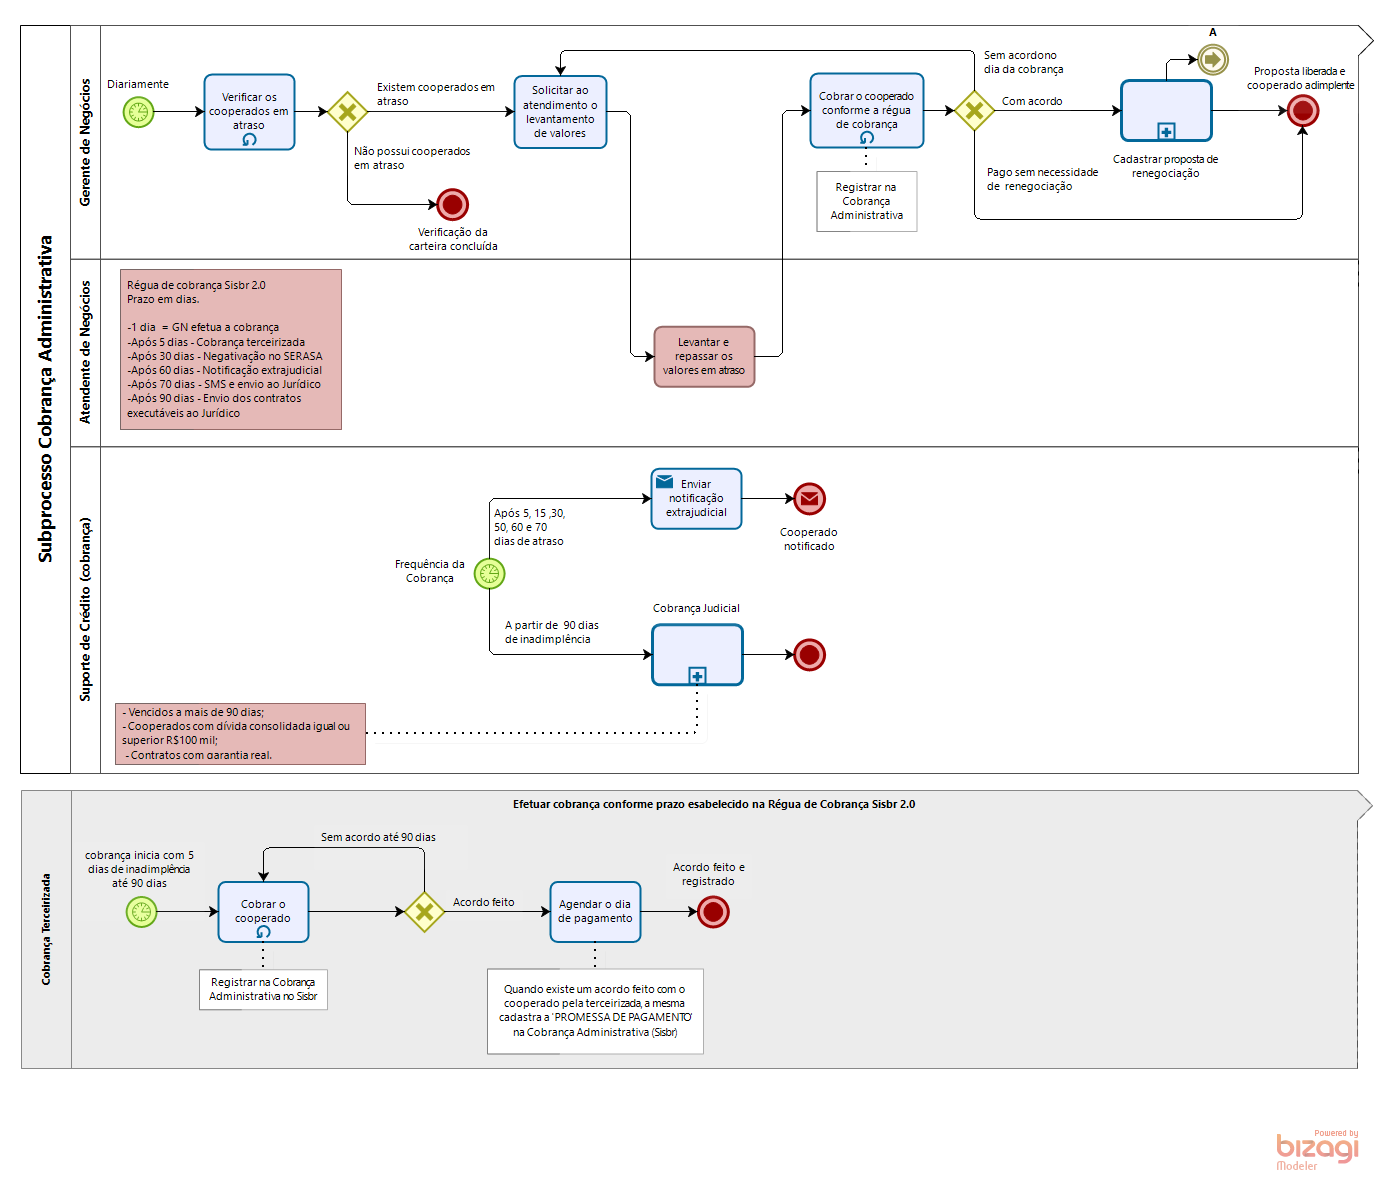 Subprocesso Cobrança Administrativa
Gerente de Negócios
Diariamente
Verificar os
cooperados em
atraso
Existem cooperados em
atraso
Não possui cooperados
em atraso
Verificação da
carteira concluída
Solicitar ao
atendimento o
levantamento
de valores
Cobrar o cooperado
conforme a régua
de cobrança
Registrar na
Cobrança
Administrativa
Sem acordono
dia da cobrança
Com acordo
Pago sem necessidade
de renegociação
A
Cadastrar proposta de
renegociação
Proposta liberada e
cooperado adimplente
Atendente de Negócios
Régua de cobrança Sisbr 2.0
Prazo em dias.
-1 dia = GN efetua a cobrança
-Após 5 dias - Cobrança terceirizada
-Após 30 dias - Negativação no SERASA
-Após 60 dias - Notificação extrajudicial
-Após 70 dias - SMS e envio ao Jurídico
-Após 90 dias - Envio dos contratos
executáveis ao Jurídico
Levantar e
repassar os
valores em atraso
Suporte de Crédito (cobrança)
Frequência da
Cobrança
Após 5, 15 ,30,
50, 60 e 70
dias de atraso
Enviar
notificação
extrajudicial
Cooperado
notificado
A partir de 90 dias
de inadimplência
Cobrança Judicial
- Vencidos a mais de 90 dias;
- Cooperados com dívida consolidada igual ou
superior R$100 mil;
- Contratos com garantia real.
Efetuar cobrança conforme prazo esabelecido na Régua de Cobrança Sisbr 2.0
Cobrança Terceirizada
cobrança inicia com 5
dias de inadimplência
até 90 dias
Cobrar o
cooperado
Registrar na Cobrança
Administrativa no Sisbr
Sem acordo até 90 dias
Acordo feito
Agendar o dia
de pagamento
Quando existe um acordo feito com o
cooperado pela terceirizada, a mesma
cadastra a 'PROMESSA DE PAGAMENTO'
na Cobrança Administrativa (Sisbr)
Acordo feito e
registrado
Powered by
bizagi
Modeler